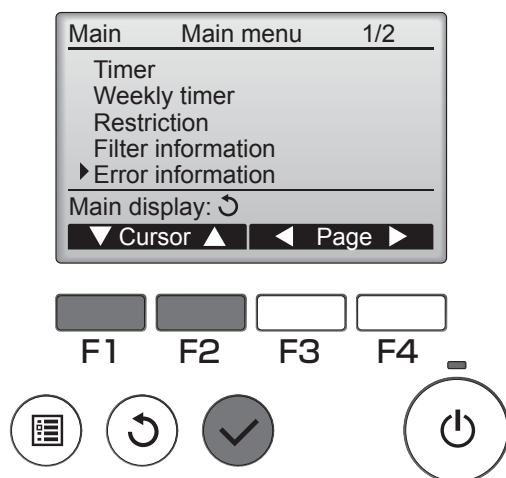 Main Main menu 1/2
Timer
Weekly timer
Restriction
Filter information
Error information
Main display:
Cursor Page
F1 F2 F3 F4